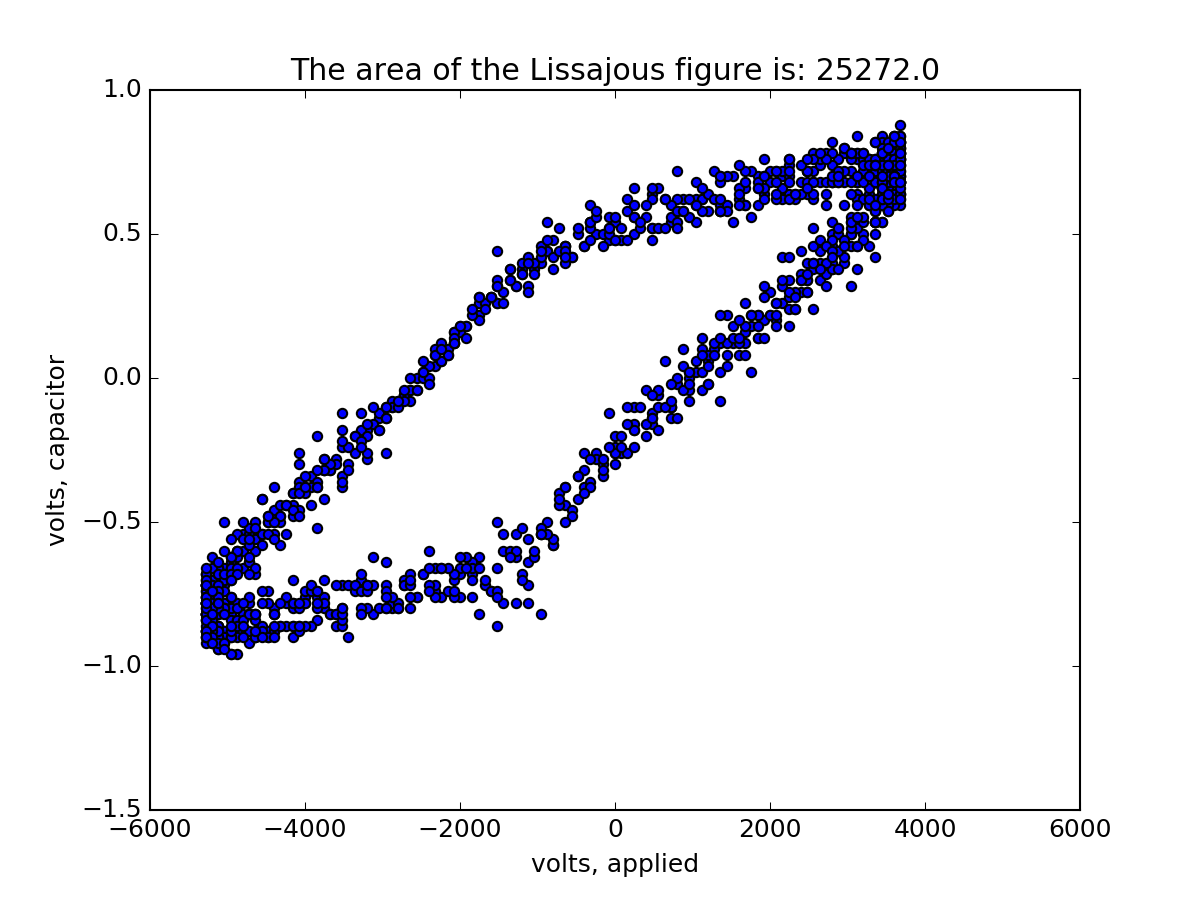 The area of the Lissajous figure is: 25272.0
1.0
0.5
0.0
−0.5
−1.0
−1.5
volts, capacitor
−6000 −4000 −2000 0 2000 4000 6000
volts, applied